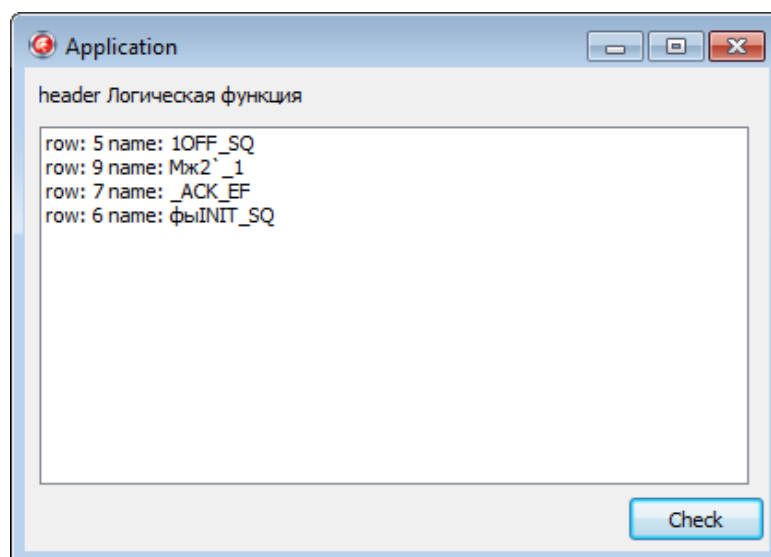 Application
header Логическая функция
row: 5 name: 1OFF_SQ
row: 9 name: Мж2`_1
row: 7 name: _ACK_EF
row: 6 name: фыINIT_SQ
Check